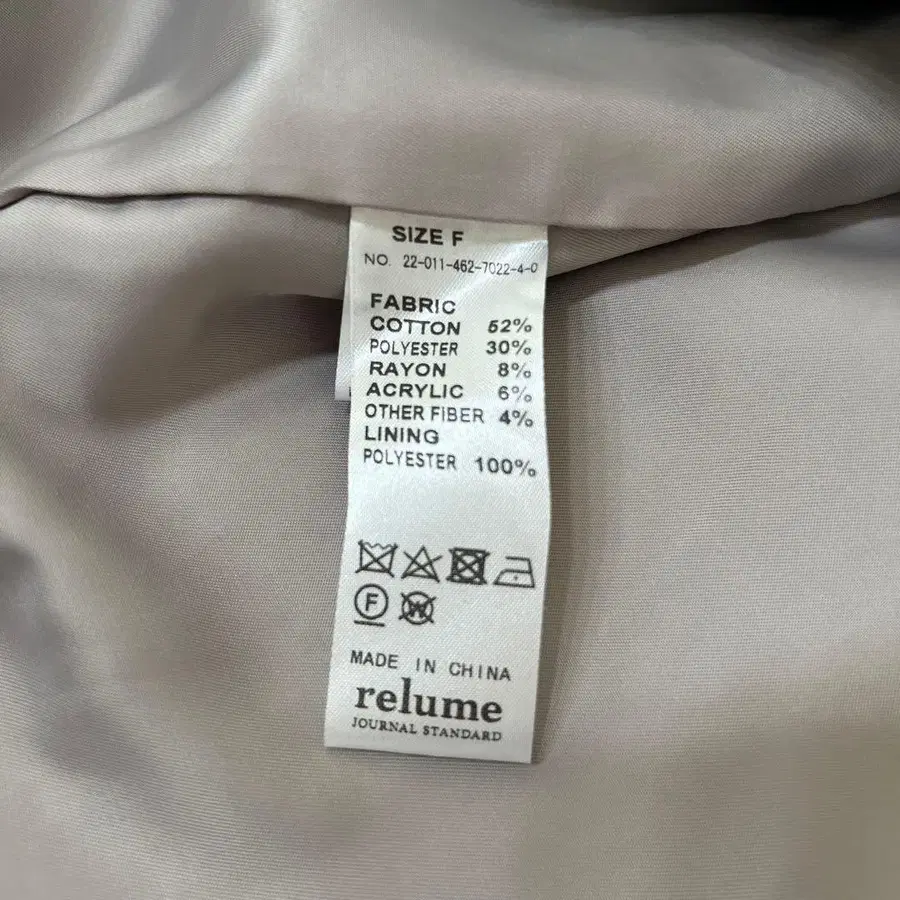 SIZE F
NO. 22-011-462-7022-4-0
FABRIC
COTTON 52%
POLYESTER 30%
RAYON 8%
ACRYLIC 6%
OTHER FIBER 4%
LINING
POLYESTER 100%
F W
MADE IN CHINA
relume
JOURNAL STANDARD